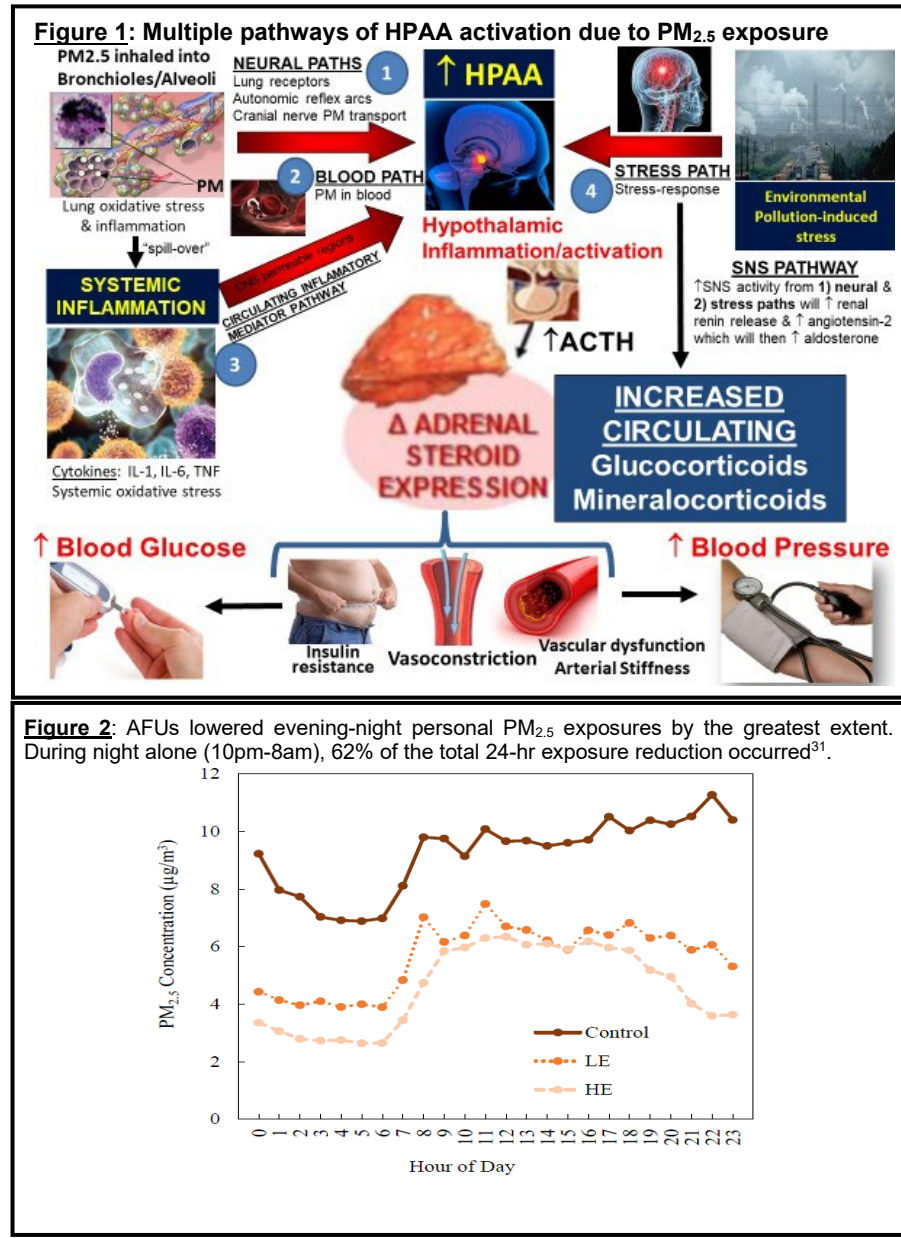 Figure 1: Multiple pathways of HPAA activation due to PM2.5 exposure
PM2.5 inhaled into
Bronchioles/Alveoli
PM
Lung oxidative stress
& inflammation
"spill-over"
SYSTEMIC
INFLAMMATION
3
Cytokines: IL-1, IL-6, TNF
Systemic oxidative stress
NEURAL PATHS
1
Lung receptors
Autonomic reflex arcs
Cranial nerve PM transport
2
BLOOD PATH
PM in blood
CNS permeable regions
CIRCULATING INFLAMATORY
MEDIATOR PATHWAY
↑ HPAA
Hypothalamic
Inflammation/activation
↑ACTH
Δ ADRENAL
STEROID
EXPRESSION
STRESS PATH
4
Stress-response
Environmental
Pollution-induced
stress
SNS PATHWAY
↑SNS activity from 1) neural &
2) stress paths will ↑ renal
renin release & ↑ angiotensin-2
which will then ↑ aldosterone
INCREASED
CIRCULATING
Glucocorticoids
Mineralocorticoids
↑ Blood Glucose
↑ Blood Pressure
Insulin
resistance
Vasoconstriction
Vascular dysfunction
Arterial Stiffness
Figure 2: AFUs lowered evening-night personal PM2.5 exposures by the greatest extent.
During night alone (10pm-8am), 62% of the total 24-hr exposure reduction occurred31.
PM2.5 Concentration (µg/m3)
12
10
8
6
4
2
0
Control
LE
HE
0 1 2 3 4 5 6 7 8 9 10 11 12 13 14 15 16 17 18 19 20 21 22 23
Hour of Day